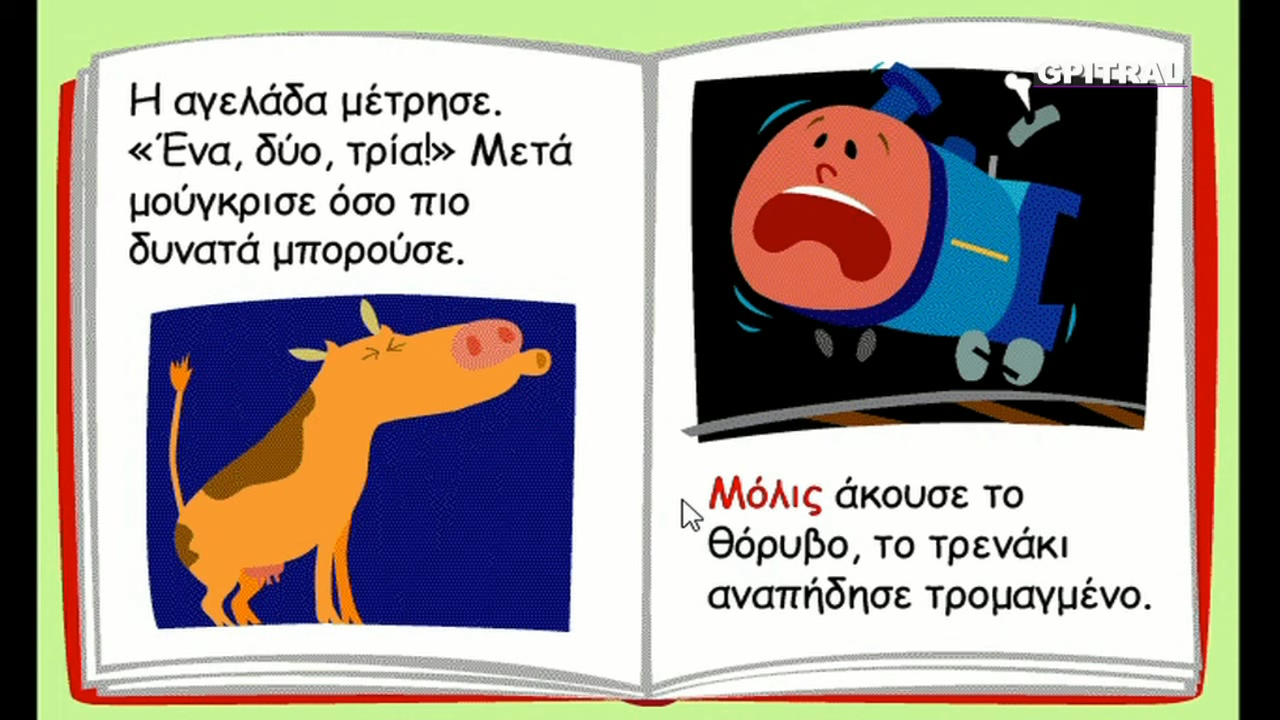 Η αγελάδα μέτρησε.
«Ένα, δύο, τρία!» Μετά
μούγκρισε όσο πιο
δυνατά μπορούσε.
GPITRAL
Μόλις άκουσε το
θόρυβο, το τρενάκι
αναπήδησε τρομαγμένο.